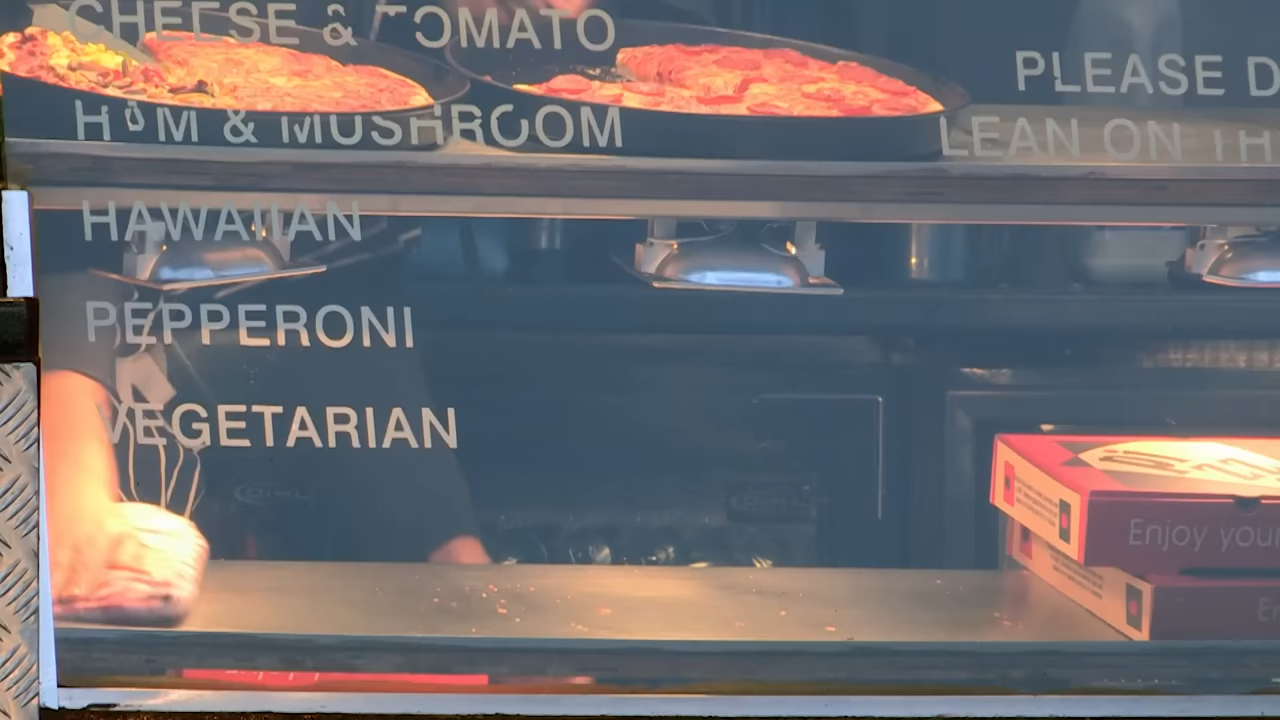 CHEESE & TOMATO
HAM & MUSHROOM
HAWAIIAN
PEPPERONI
VEGETARIAN
PLEASE D
LEAN ON TH
Enjoy your